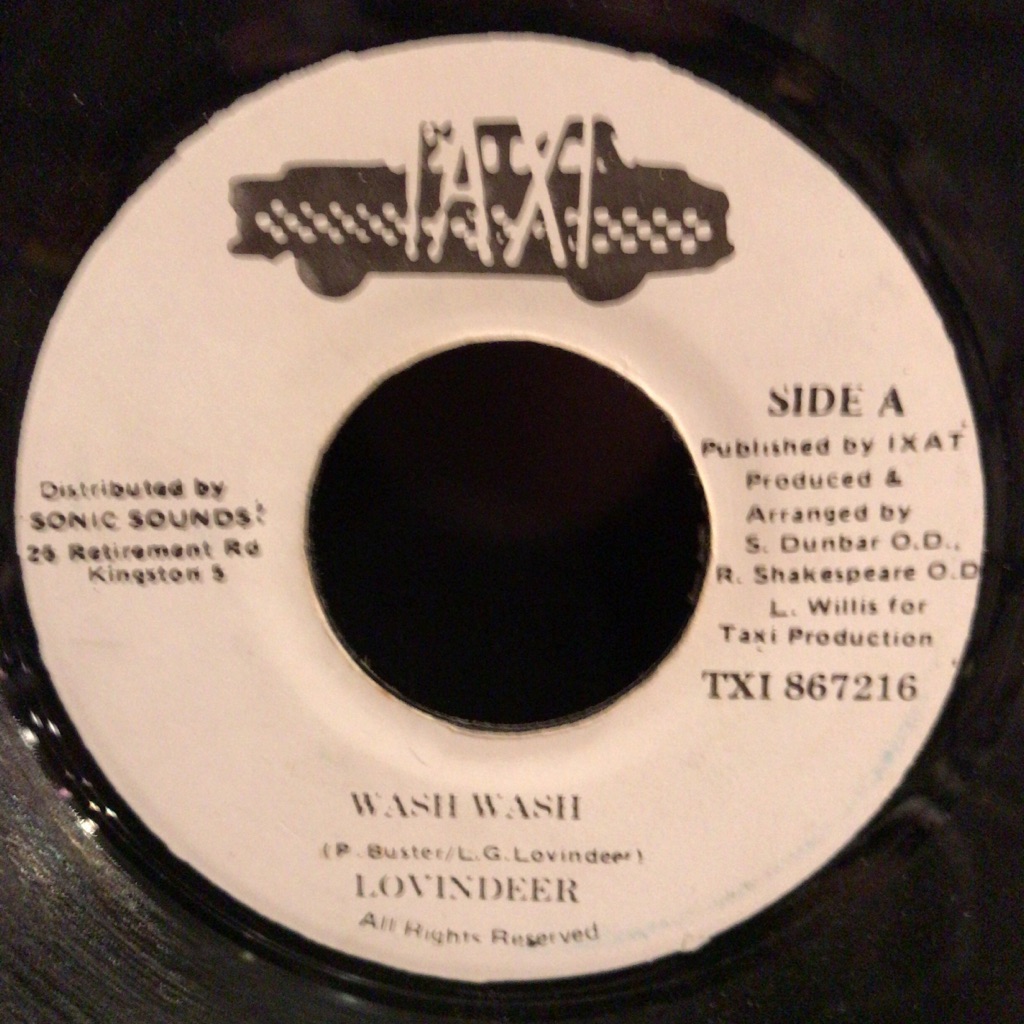 TAXI
SIDE A
Published by IXAT
Produced &
Arranged by
S. Dunbar O.D.,
R. Shakespeare O.D
L. Willis for
Taxi Production
TXI 867216
Distributed by
SONIC SOUNDS:
26 Retirement Rd
Kingston 5
WASH WASH
(P. Buster/L.G.Lovindeer)
LOVINDEER
All Rights Reserved